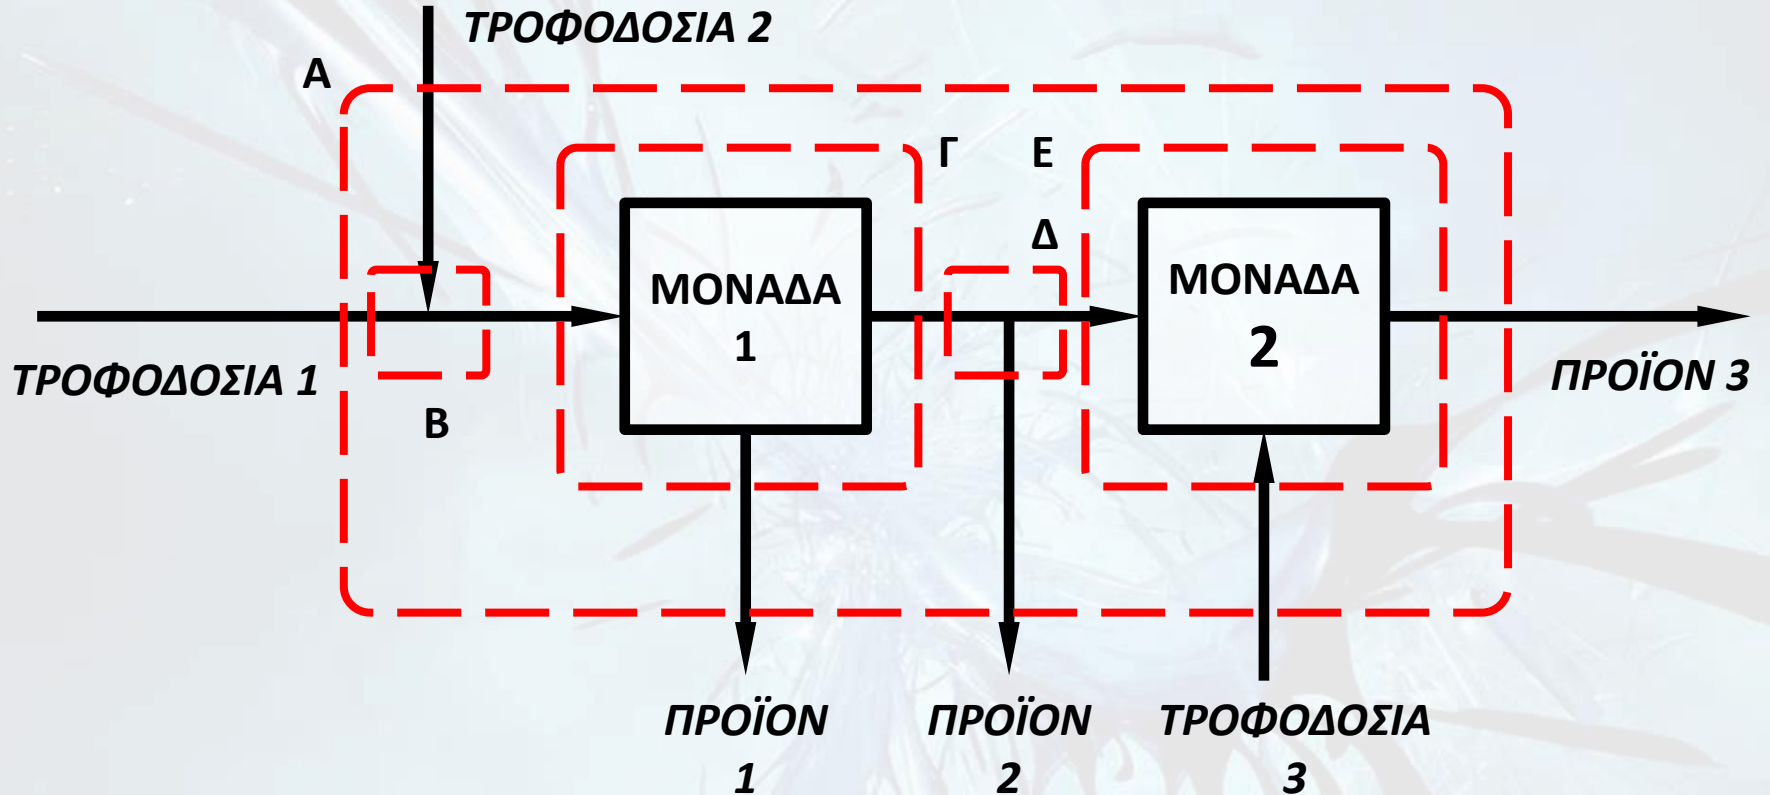 ΤΡΟΦΟΔΟΣΙΑ 2
Α
Γ
Ε
Δ
ΜΟΝΑΔΑ
1
ΜΟΝΑΔΑ
2
ΤΡΟΦΟΔΟΣΙΑ 1
ΠΡΟΪΟΝ 3
Β
ΠΡΟΪΟΝ
1
ΠΡΟΪΟΝ
2
ΤΡΟΦΟΔΟΣΙΑ
3